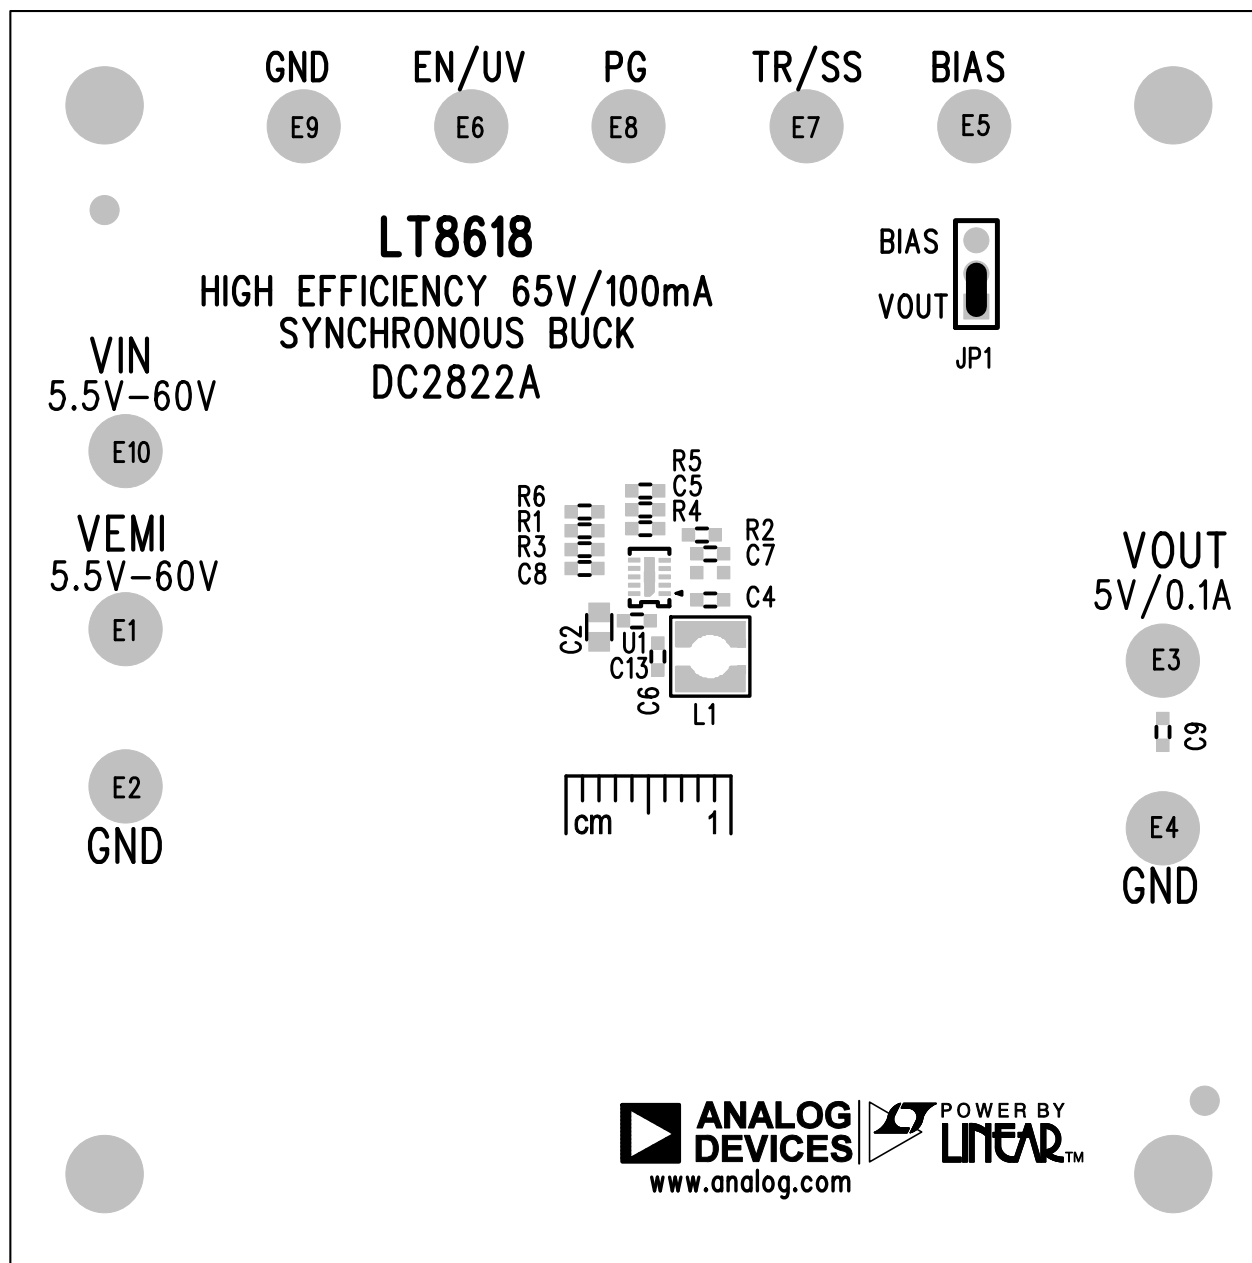 GND EN/UV PG TR/SS BIAS
E9 E6 E8 E7 E5
LT8618
HIGH EFFICIENCY 65V/100mA
SYNCHRONOUS BUCK
DC2822A
BIAS
VOUT
JP1
VIN
5.5V-60V
E10
VEMI
5.5V-60V
E1
E2
GND
R6
R1
R3
C8
R5
C5
R4
R2
C7
C4
C2
U1
C13
C6
L1
cm 1
VOUT
5V/0.1A
E3
C9
E4
GND
ANALOG
DEVICES
www.analog.com
POWER BY
LINEAR™